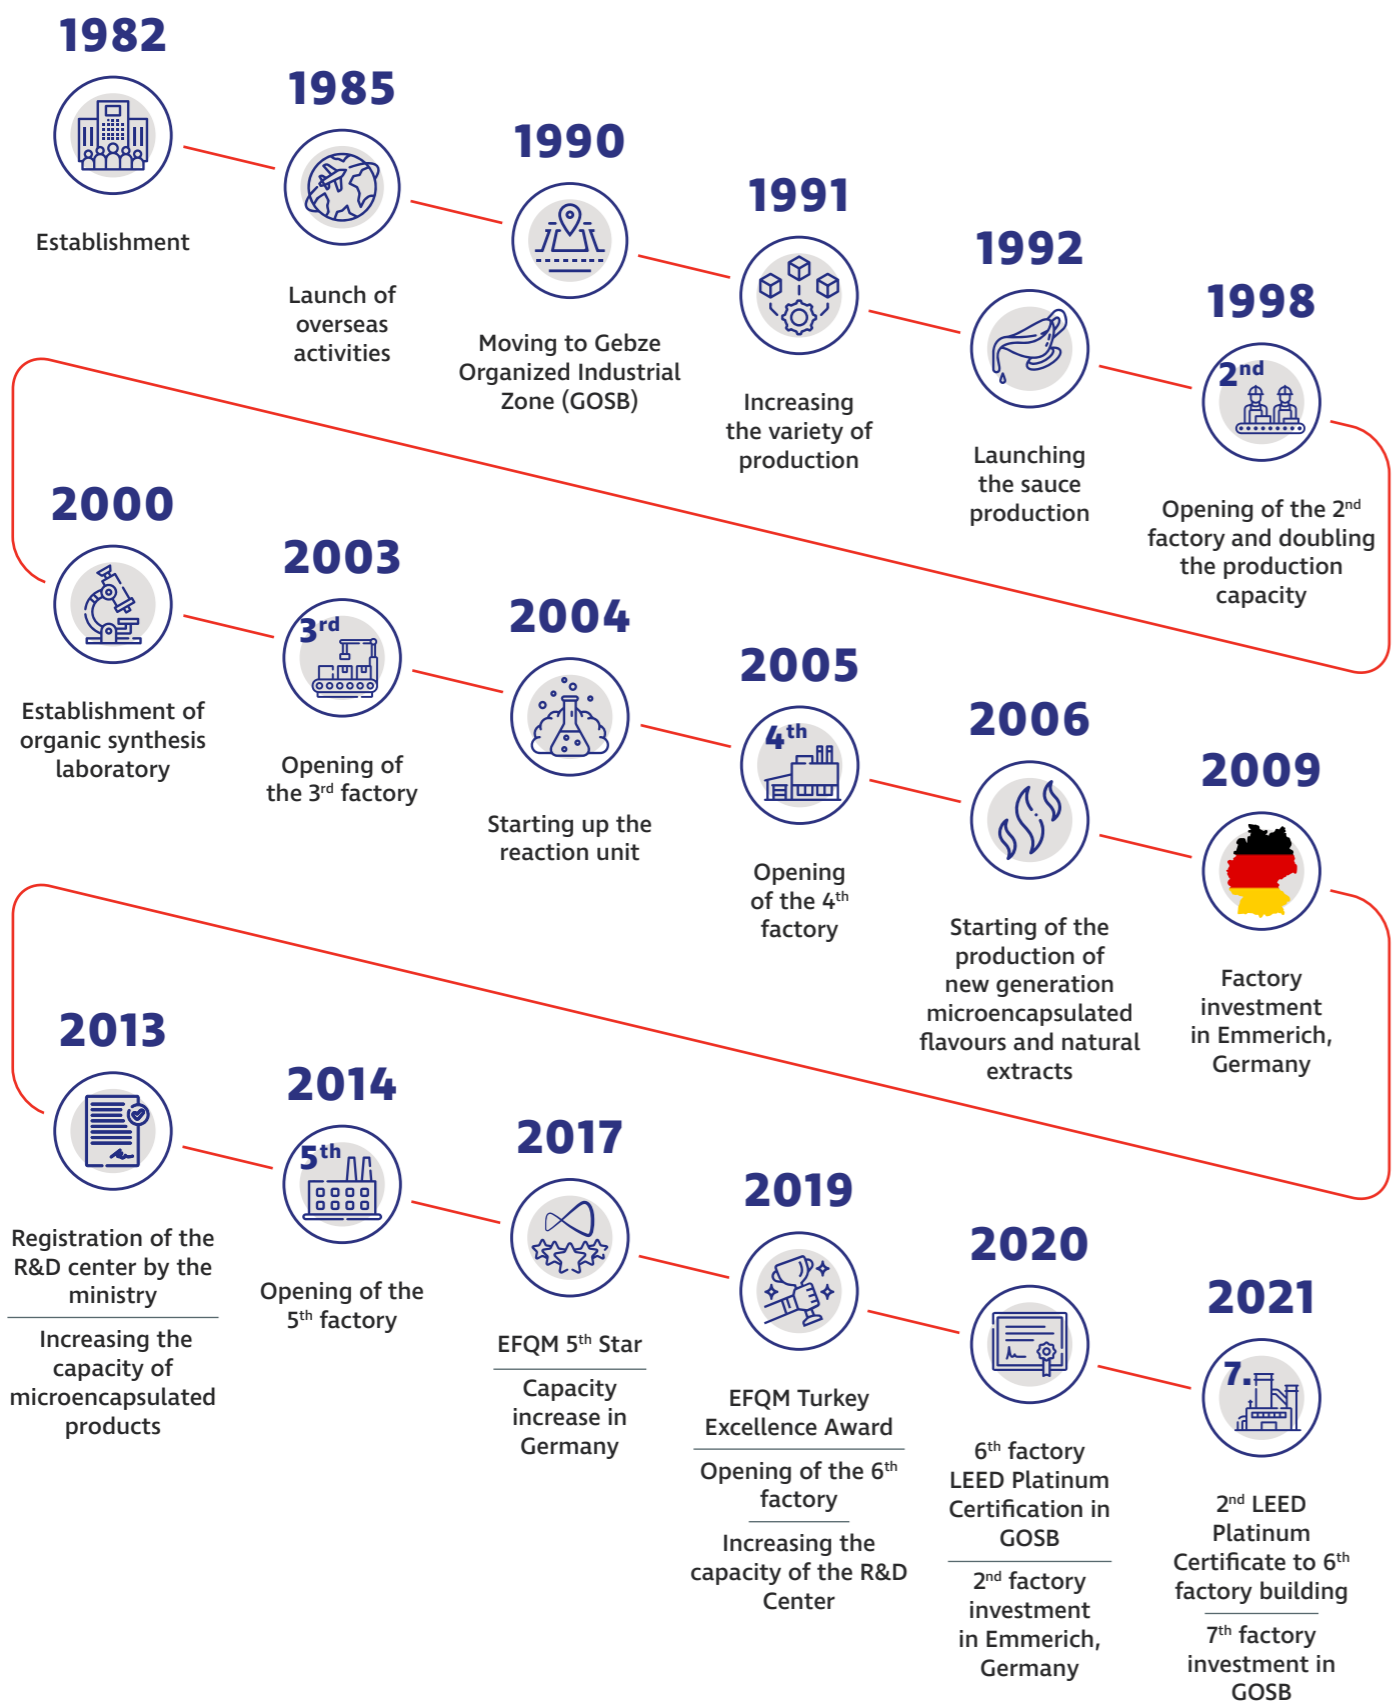 1982
Establishment
1985
Launch of
overseas
activities
1990
Moving to Gebze
Organized Industrial
Zone (GOSB)
1991
Increasing
the variety of
production
1992
Launching
the sauce
production
1998
2nd
Opening of the 2nd
factory and doubling
the production
capacity
2000
Establishment of
organic synthesis
laboratory
2003
3rd
Opening of
the 3rd factory
2004
Starting up the
reaction unit
2005
4th
Opening
of the 4th
factory
2006
Starting of the
production of
new generation
microencapsulated
flavours and natural
extracts
2009
Factory
investment
in Emmerich,
Germany
2013
Registration of the
R&D center by the
ministry
Increasing the
capacity of
microencapsulated
products
2014
5th
Opening of the
5th factory
2017
EFQM 5th Star
Capacity
increase in
Germany
2019
EFQM Turkey
Excellence Award
Opening of the 6th
factory
Increasing the
capacity of the R&D
Center
2020
6th factory
LEED Platinum
Certification in
GOSB
2nd factory
investment
in Emmerich,
Germany
2021
7.
2nd LEED
Platinum
Certificate to 6th
factory building
7th factory
investment in
GOSB